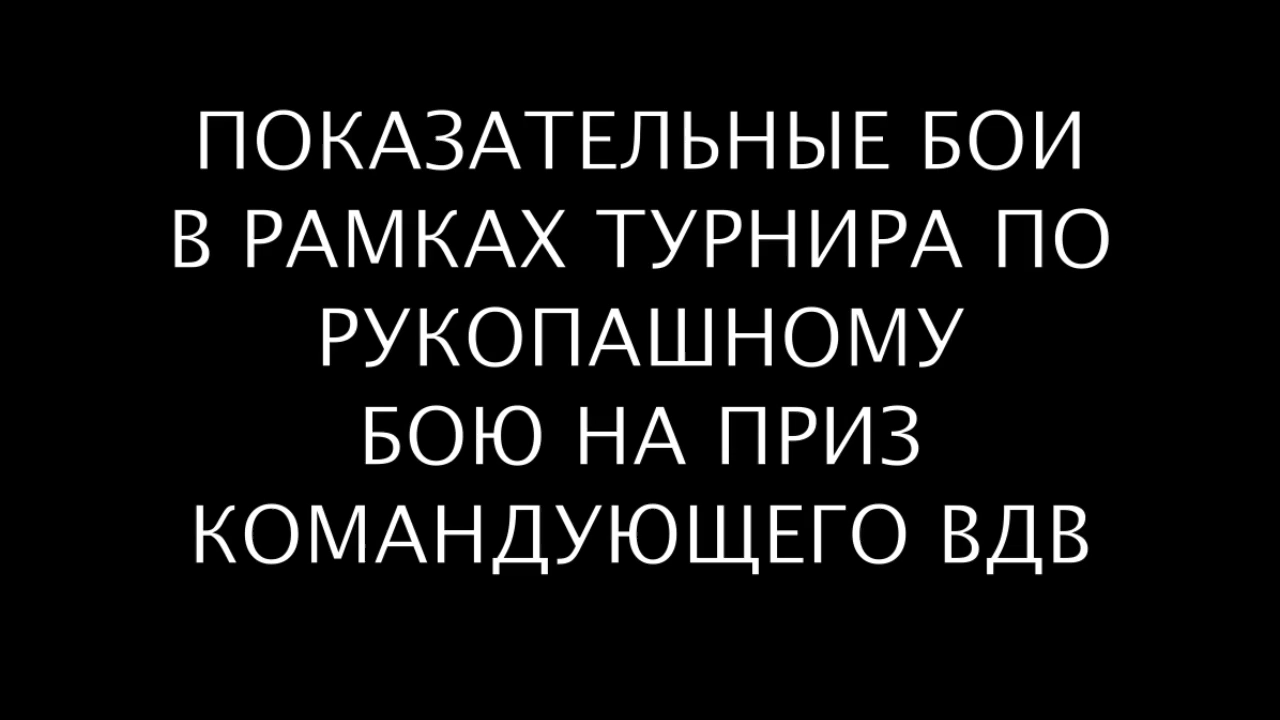 ПОКАЗАТЕЛЬНЫЕ БОИ
В РАМКАХ ТУРНИРА ПО
РУКОПАШНОМУ
БОЮ НА ПРИЗ
КОМАНДУЮЩЕГО ВДВ